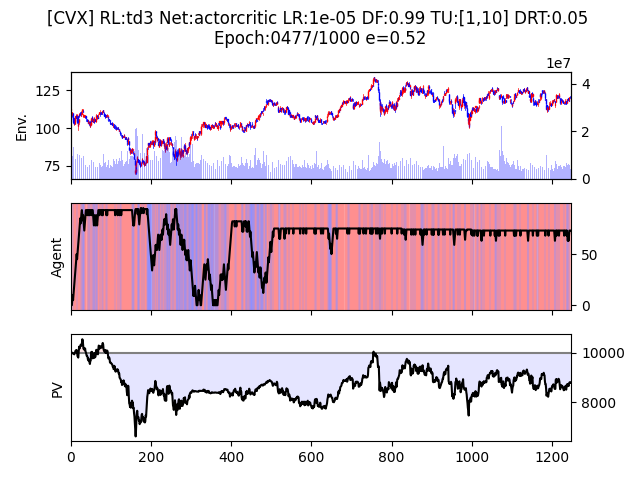 [CVX] RL:td3 Net:actorcritic LR:1e-05 DF:0.99 TU:[1,10] DRT:0.05
Epoch:0477/1000 e=0.52
1e7
125
100
75
Env.
4
2
0
Agent
50
0
PV
10000
8000
0
200
400
600
800
1000
1200